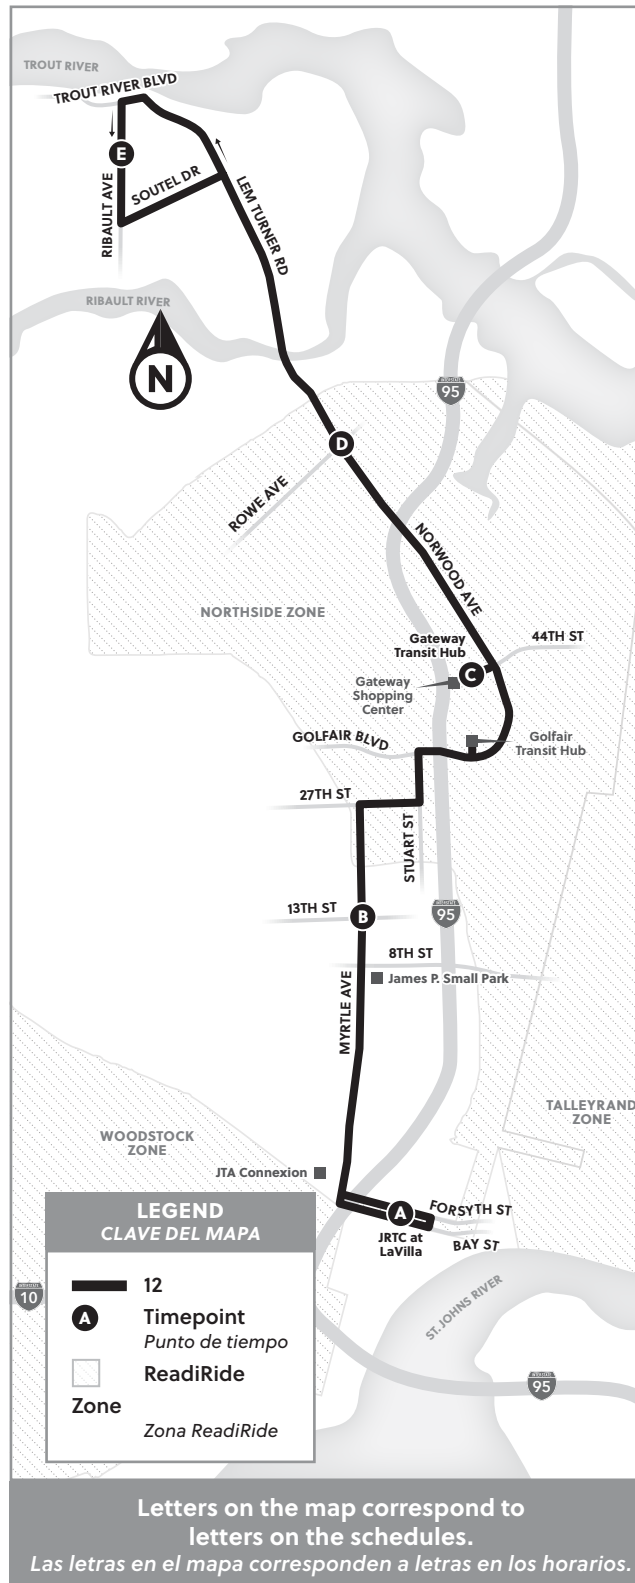 TROUT RIVER
TROUT RIVER BLVD
E
SOUTEL DR
RIBAULT AVE
LEM TURNER RD
RIBAULT RIVER
N
95
D
ROWE AVE
NORWOOD AVE
NORTHSIDE ZONE
Gateway
Transit Hub
44TH ST
C
Gateway
Shopping
Center
GOLFAIR BLVD
Golfair
Transit Hub
27TH ST
STUART ST
13TH ST
B
95
8TH ST
James P. Small Park
MYRTLE AVE
TALLEYRAND
ZONE
WOODSTOCK
ZONE
JTA Connexion
A
FORSYTH ST
JRTC at
LaVilla
BAY ST
ST. JOHNS RIVER
10
95
LEGEND
CLAVE DEL MAPA
12
A
Timepoint
Punto de tiempo
ReadiRide
Zone
Zona ReadiRide
Letters on the map correspond to
letters on the schedules.
Las letras en el mapa corresponden a letras en los horarios.